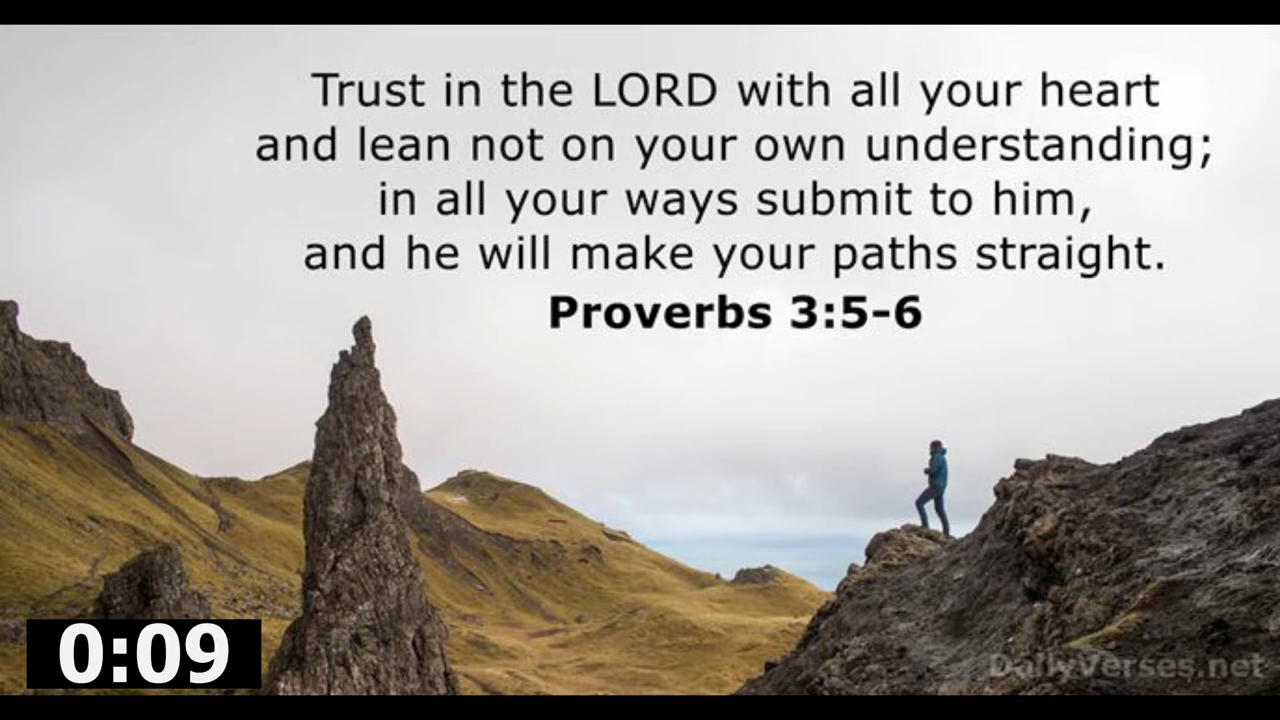 Trust in the LORD with all your heart
and lean not on your own understanding;
in all your ways submit to him,
and he will make your paths straight.
Proverbs 3:5-6
0:09
DailyVerses.net